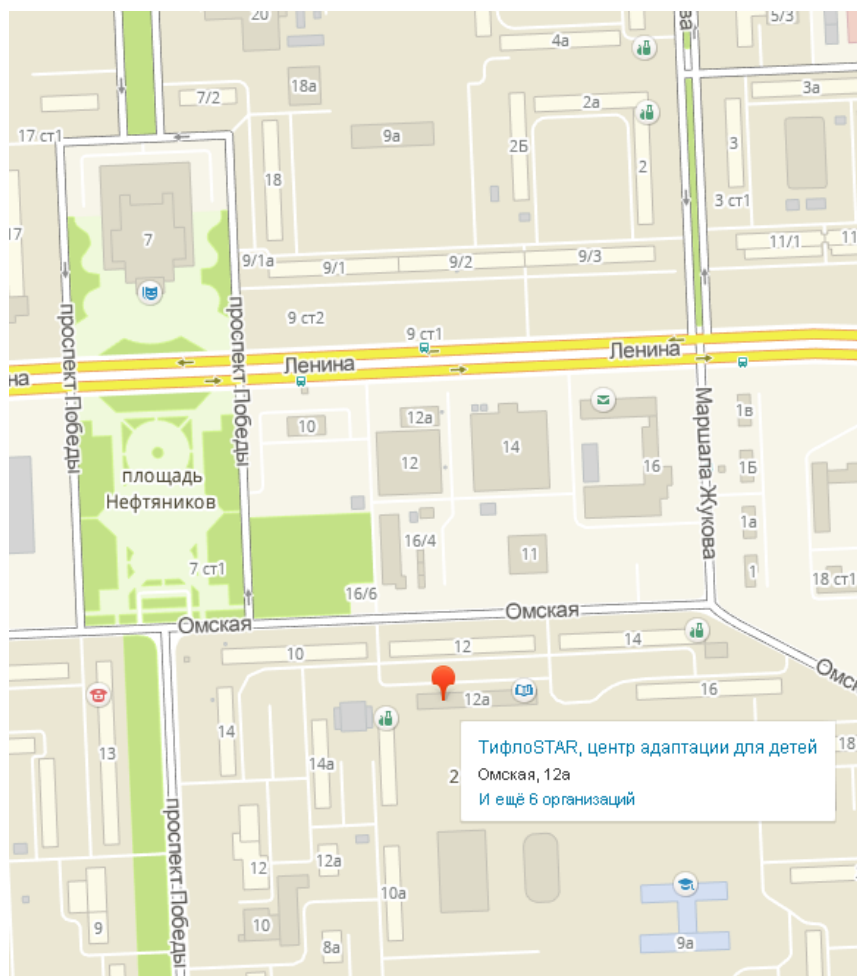 20
4а
5/3
ва
7/2
18а
2а
3а
17 ст1
9а
2Б
3
18
2
3 ст1
17
7
11/1
11
9/1а
9/1
9/2
9/3
проспект Победы
проспект Победы
9 ст2
9 ст1
Ленина
Ленина
на
10
12а
1в
12
14
16
1Б
Маршала Жукова
площадь
Нефтяников
1а
16/4
11
7 ст1
1
18 ст1
16/6
Омская
Омская
10
12
14
Омск
12а
16
13
14
18
ТифлоSTAR, центр адаптации для детей
Омская, 12а
И ещё 6 организаций
14а
2
проспект Победы
12
12а
10а
9
10
8а
9а